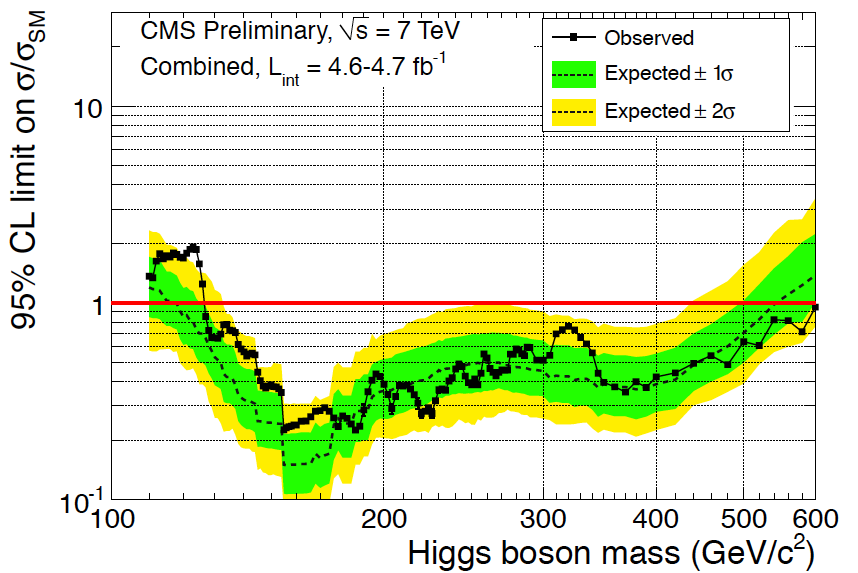 CMS Preliminary, √s = 7 TeV
Combined, L_int = 4.6-4.7 fb⁻¹
Observed
Expected ± 1σ
Expected ± 2σ
95% CL limit on σ/σ_SM
10
1
10⁻¹
100 200 300 400 500 600
Higgs boson mass (GeV/c²)